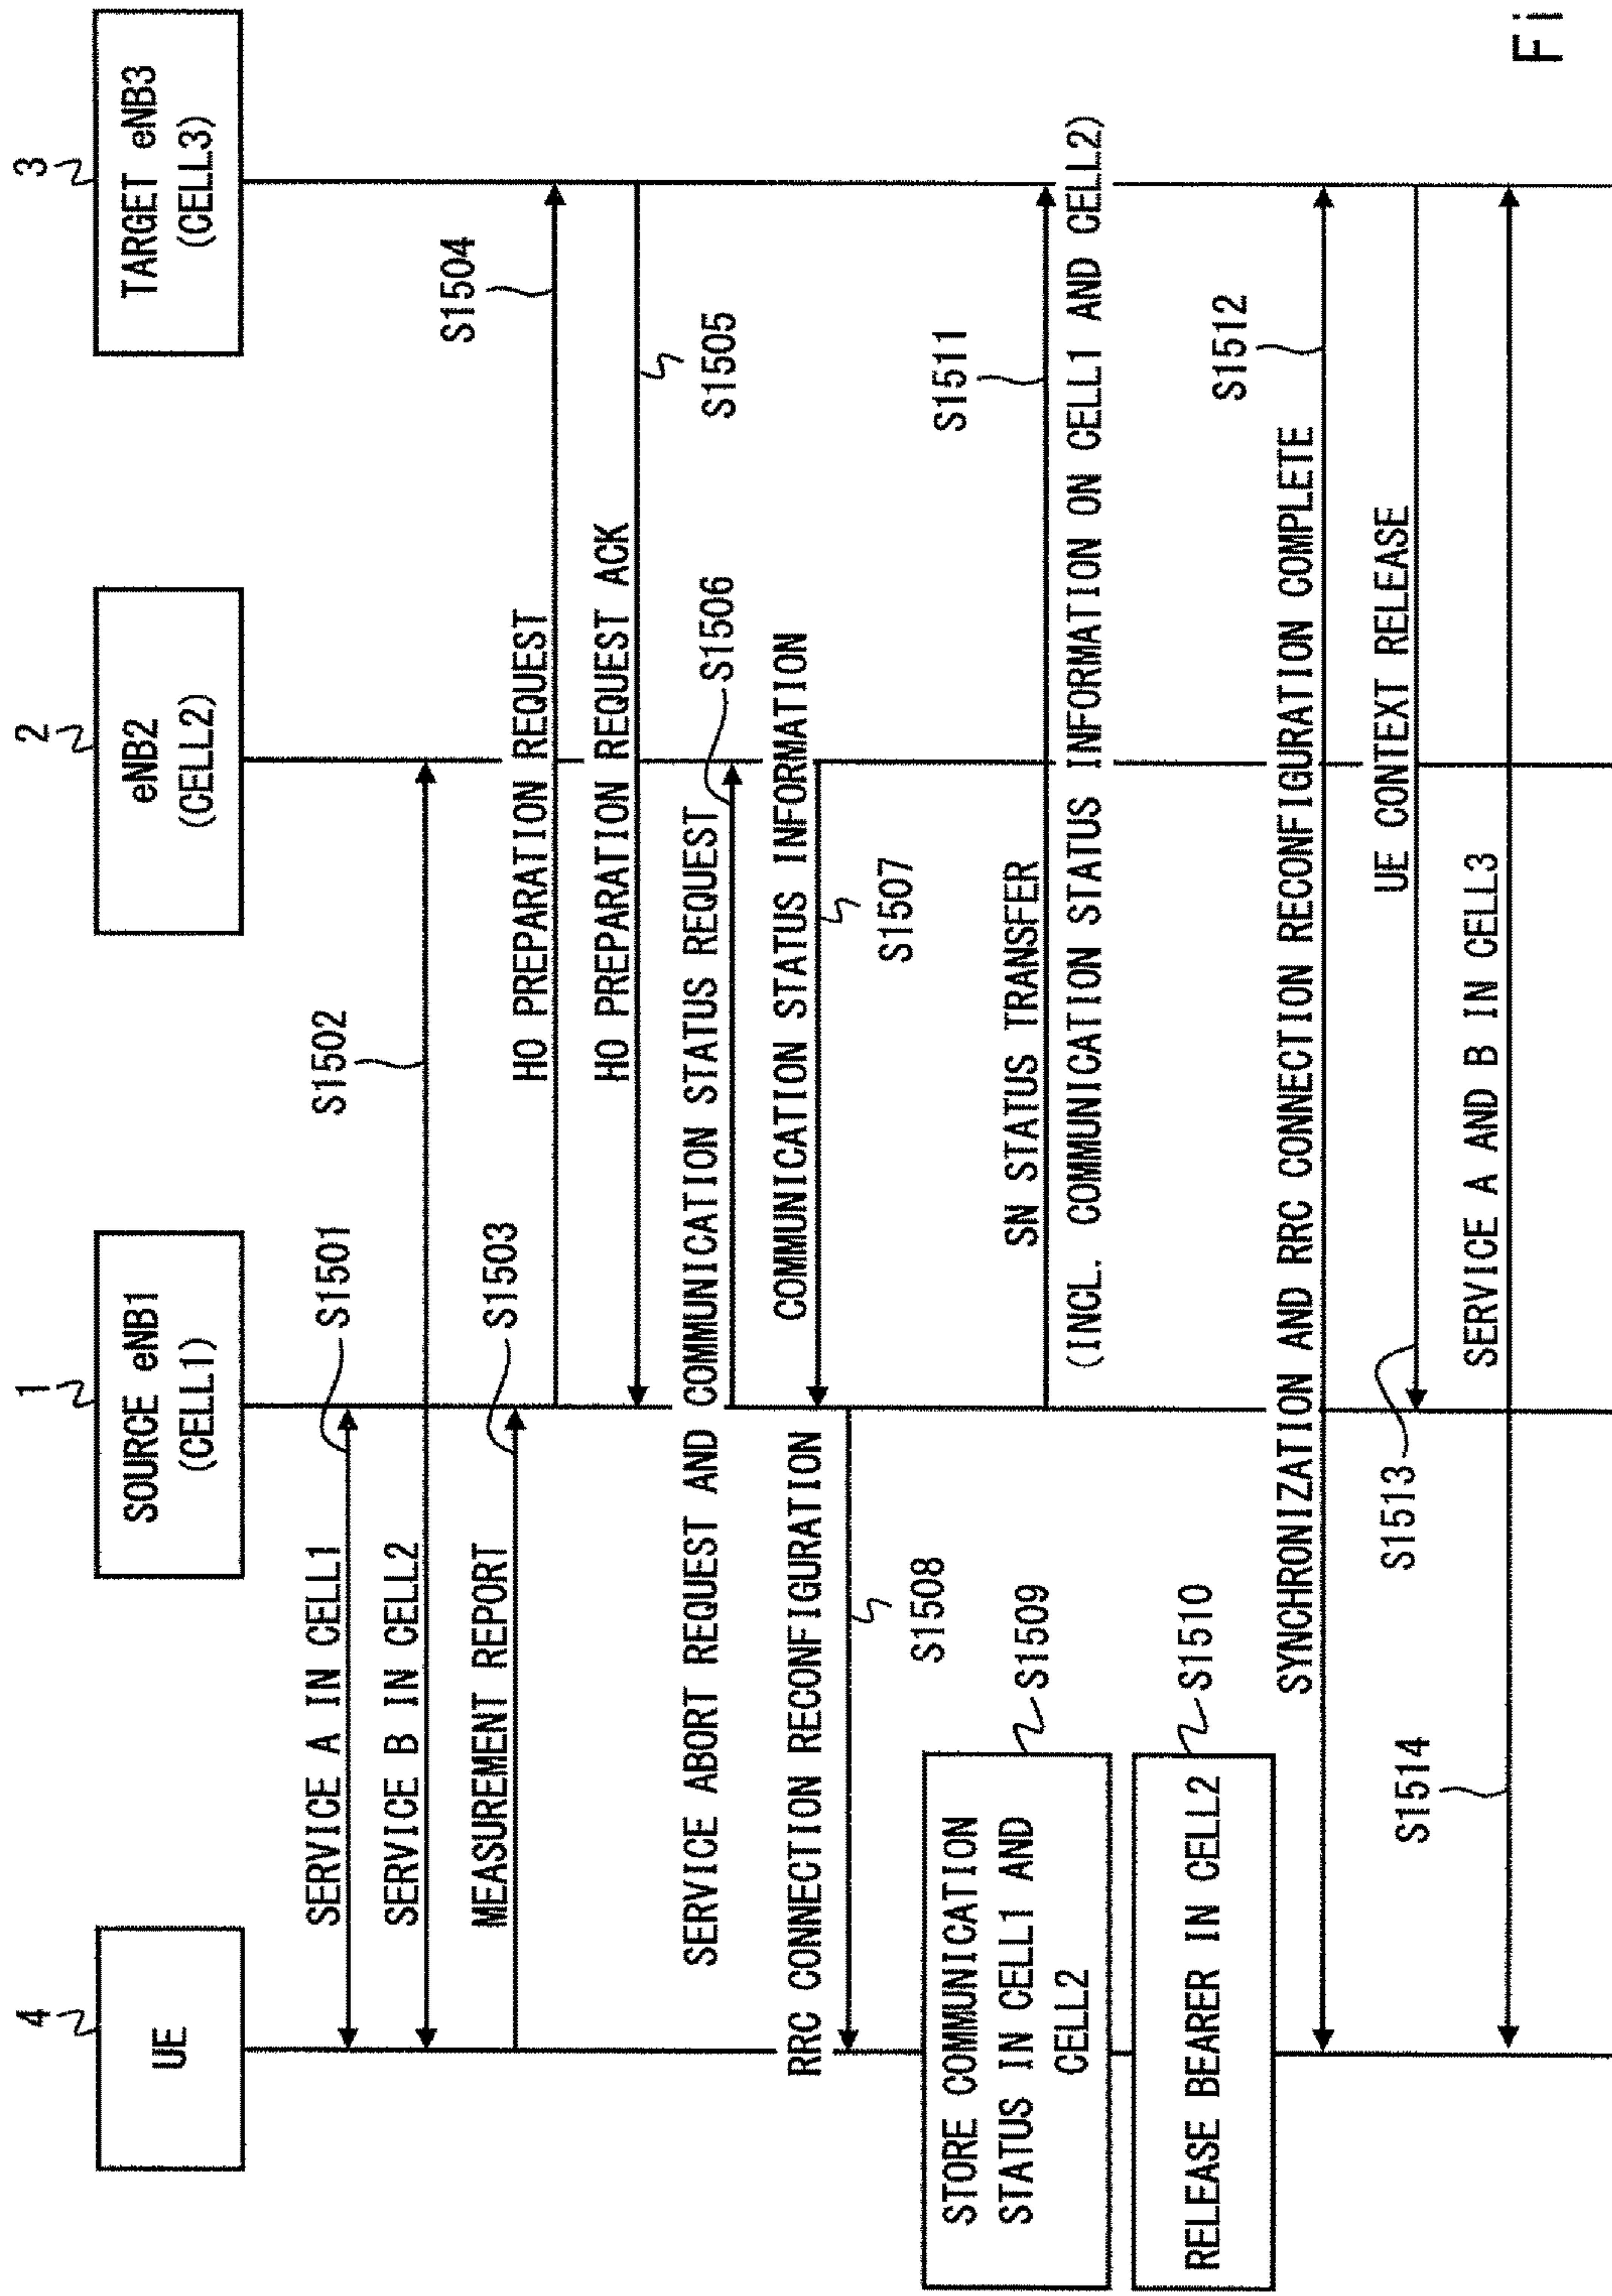 4
UE
1
SOURCE eNB1
(CELL1)
2
eNB2
(CELL2)
3
TARGET eNB3
(CELL3)
SERVICE A IN CELL1
S1501
SERVICE B IN CELL2
S1502
MEASUREMENT REPORT
S1503
HO PREPARATION REQUEST
S1504
HO PREPARATION REQUEST ACK
S1505
SERVICE ABORT REQUEST AND COMMUNICATION STATUS REQUEST
S1506
COMMUNICATION STATUS INFORMATION
S1507
RRC CONNECTION RECONFIGURATION
S1508
STORE COMMUNICATION
STATUS IN CELL1 AND
CELL2
S1509
SN STATUS TRANSFER
S1511
(INCL. COMMUNICATION STATUS INFORMATION ON CELL1 AND CELL2)
RELEASE BEARER IN CELL2
S1510
SYNCHRONIZATION AND RRC CONNECTION RECONFIGURATION COMPLETE
S1512
UE CONTEXT RELEASE
S1513
SERVICE A AND B IN CELL3
S1514
Fi